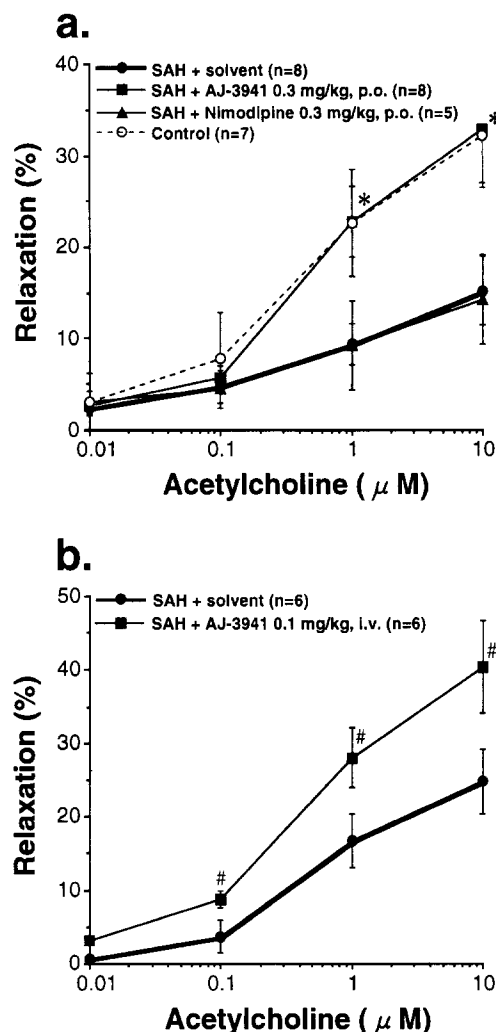 a.
SAH + solvent (n=8)
SAH + AJ-3941 0.3 mg/kg, p.o. (n=8)
SAH + Nimodipine 0.3 mg/kg, p.o. (n=5)
Control (n=7)
Relaxation (%)
40
30
20
10
0
*
*
0.01 0.1 1 10
Acetylcholine ( μ M)
b.
SAH + solvent (n=6)
SAH + AJ-3941 0.1 mg/kg, i.v. (n=6)
Relaxation (%)
50
40
30
20
10
0
#
#
#
0.01 0.1 1 10
Acetylcholine ( μ M)